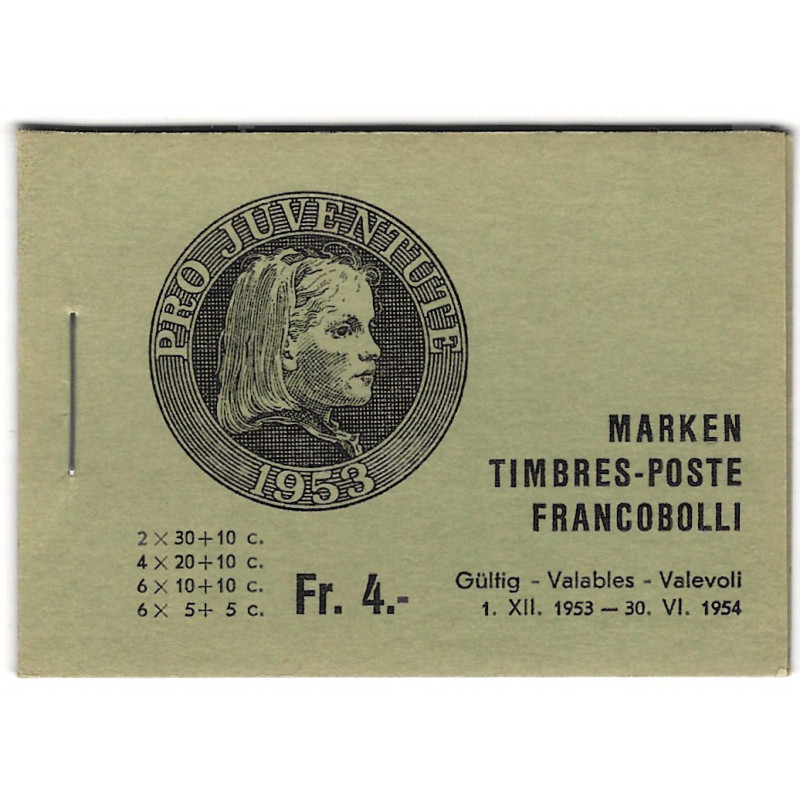 PRO JUVENTUTE
1953
MARKEN
TIMBRES-POSTE
FRANCOBOLLI
2 × 30+10 c.
4 × 20+10 c.
6 × 10+10 c.
6 × 5+ 5 c.
Fr. 4.-
Gültig - Valables - Valevoli
1. XII. 1953 — 30. VI. 1954